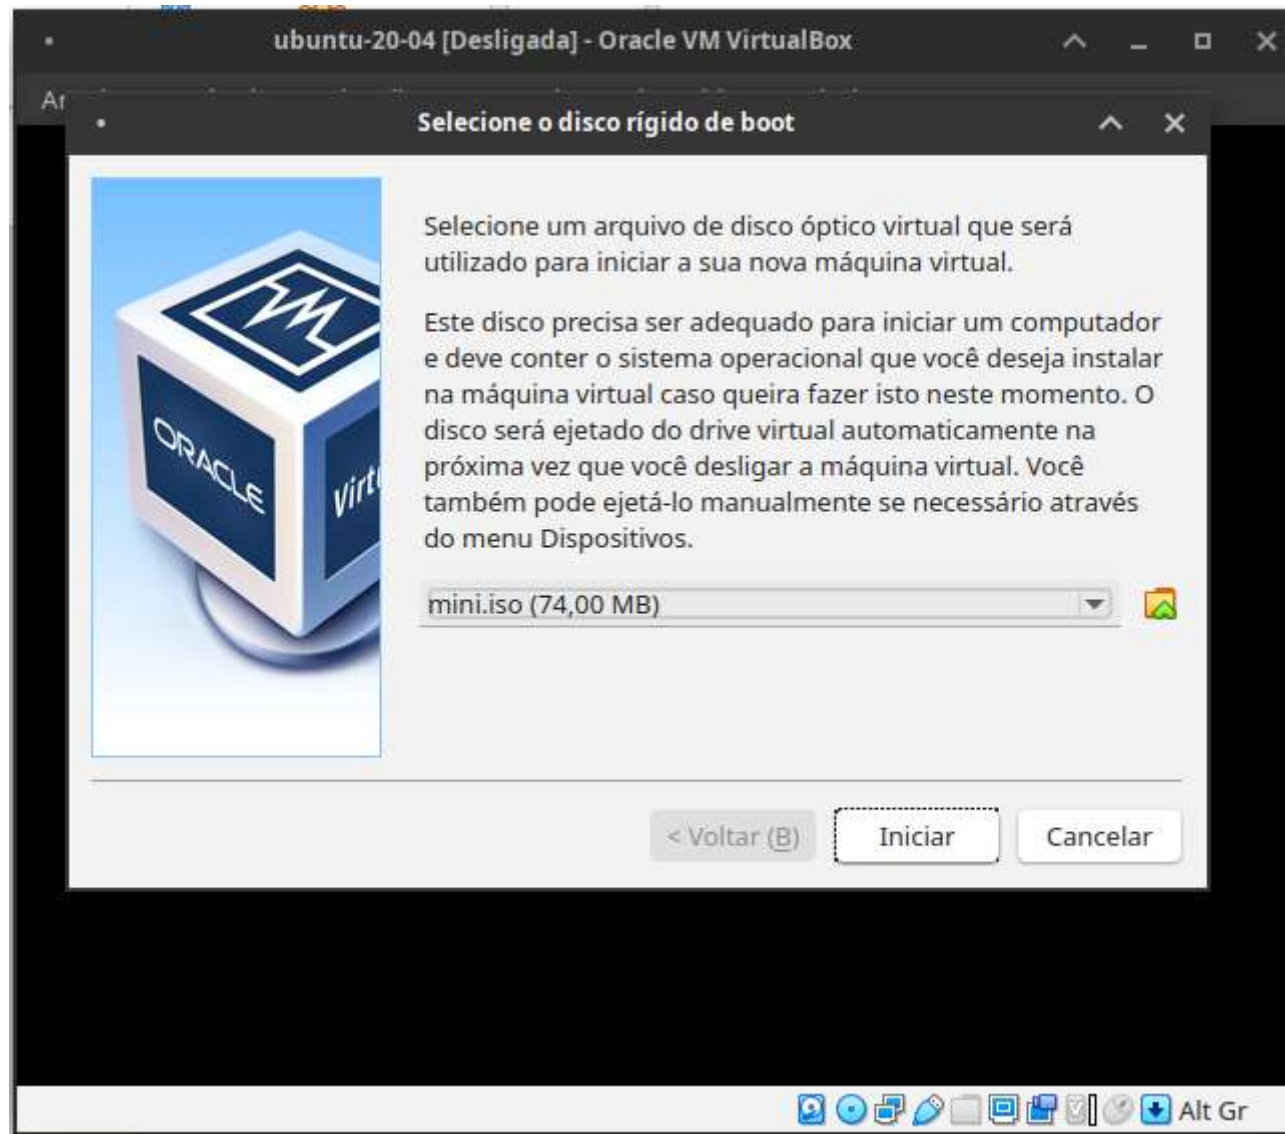 ubuntu-20-04 [Desligada] - Oracle VM VirtualBox
Selecione o disco rígido de boot
Selecione um arquivo de disco óptico virtual que será
utilizado para iniciar a sua nova máquina virtual.
Este disco precisa ser adequado para iniciar um computador
e deve conter o sistema operacional que você deseja instalar
na máquina virtual caso queira fazer isto neste momento. O
disco será ejetado do drive virtual automaticamente na
próxima vez que você desligar a máquina virtual. Você
também pode ejetá-lo manualmente se necessário através
do menu Dispositivos.
ORACLE
mini.iso (74,00 MB)
< Voltar (B)
Iniciar
Cancelar
Alt Gr